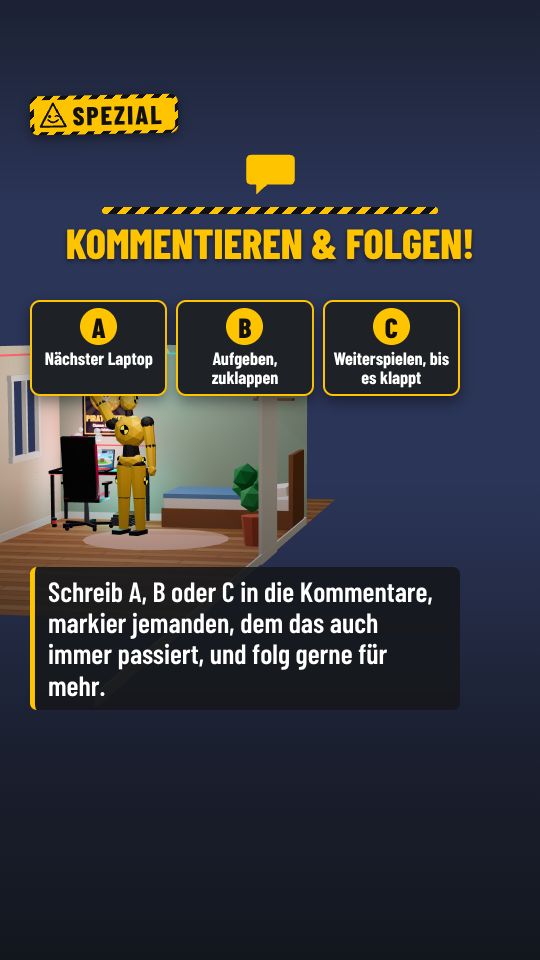 SPEZIAL
KOMMENTIEREN & FOLGEN!
A
Nächster Laptop
B
Aufgeben,
zuklappen
C
Weiterspielen, bis
es klappt
Schreib A, B oder C in die Kommentare,
markier jemanden, dem das auch
immer passiert, und folg gerne für
mehr.